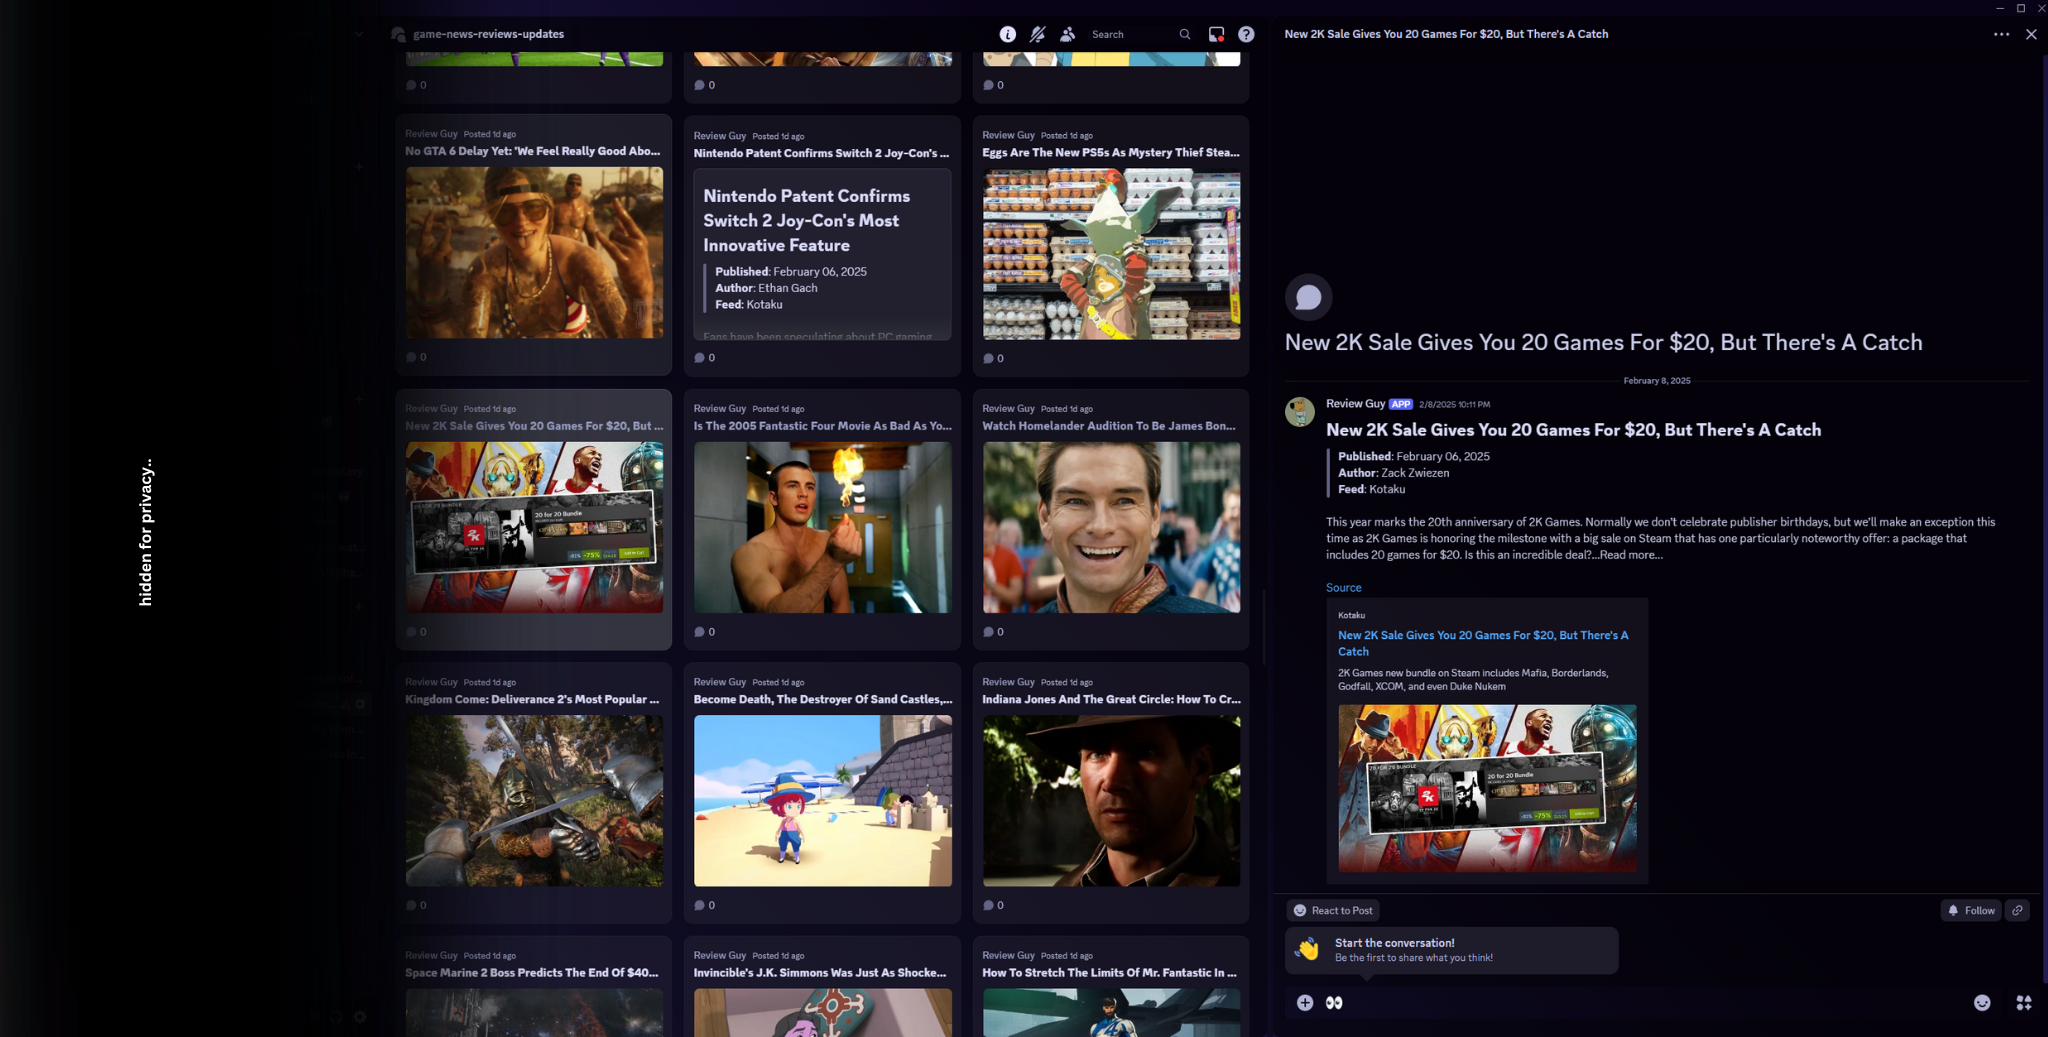 hidden for privacy..
game-news-reviews-updates
Search
0
0
0
Review Guy Posted 1d ago
No GTA 6 Delay Yet: 'We Feel Really Good Abo...
0
Review Guy Posted 1d ago
Nintendo Patent Confirms Switch 2 Joy-Con's ...
Nintendo Patent Confirms
Switch 2 Joy-Con's Most
Innovative Feature
Published: February 06, 2025
Author: Ethan Gach
Feed: Kotaku
Fans have been speculating about PC gaming
0
Review Guy Posted 1d ago
Eggs Are The New PS5s As Mystery Thief Stea...
0
Review Guy Posted 1d ago
New 2K Sale Gives You 20 Games For $20, But ...
20 for 20 Bundle
-75%
0
Review Guy Posted 1d ago
Is The 2005 Fantastic Four Movie As Bad As Yo...
0
Review Guy Posted 1d ago
Watch Homelander Audition To Be James Bon...
0
Review Guy Posted 1d ago
Kingdom Come: Deliverance 2's Most Popular ...
0
Review Guy Posted 1d ago
Become Death, The Destroyer Of Sand Castles,...
0
Review Guy Posted 1d ago
Indiana Jones And The Great Circle: How To Cr...
0
Review Guy Posted 1d ago
Space Marine 2 Boss Predicts The End Of $40...
Review Guy Posted 1d ago
Invincible's J.K. Simmons Was Just As Shocke...
Review Guy Posted 1d ago
How To Stretch The Limits Of Mr. Fantastic In ...
New 2K Sale Gives You 20 Games For $20, But There's A Catch
New 2K Sale Gives You 20 Games For $20, But There's A Catch
February 8, 2025
Review Guy APP 2/8/2025 10:11 PM
New 2K Sale Gives You 20 Games For $20, But There's A Catch
Published: February 06, 2025
Author: Zack Zwiezen
Feed: Kotaku
This year marks the 20th anniversary of 2K Games. Normally we don't celebrate publisher birthdays, but we'll make an exception this
time as 2K Games is honoring the milestone with a big sale on Steam that has one particularly noteworthy offer: a package that
includes 20 games for $20. Is this an incredible deal?...Read more...
Source
Kotaku
New 2K Sale Gives You 20 Games For $20, But There's A
Catch
2K Games new bundle on Steam includes Mafia, Borderlands,
Godfall, XCOM, and even Duke Nukem
20 for 20 Bundle
2K
-75%
React to Post
Follow
Start the conversation!
Be the first to share what you think!